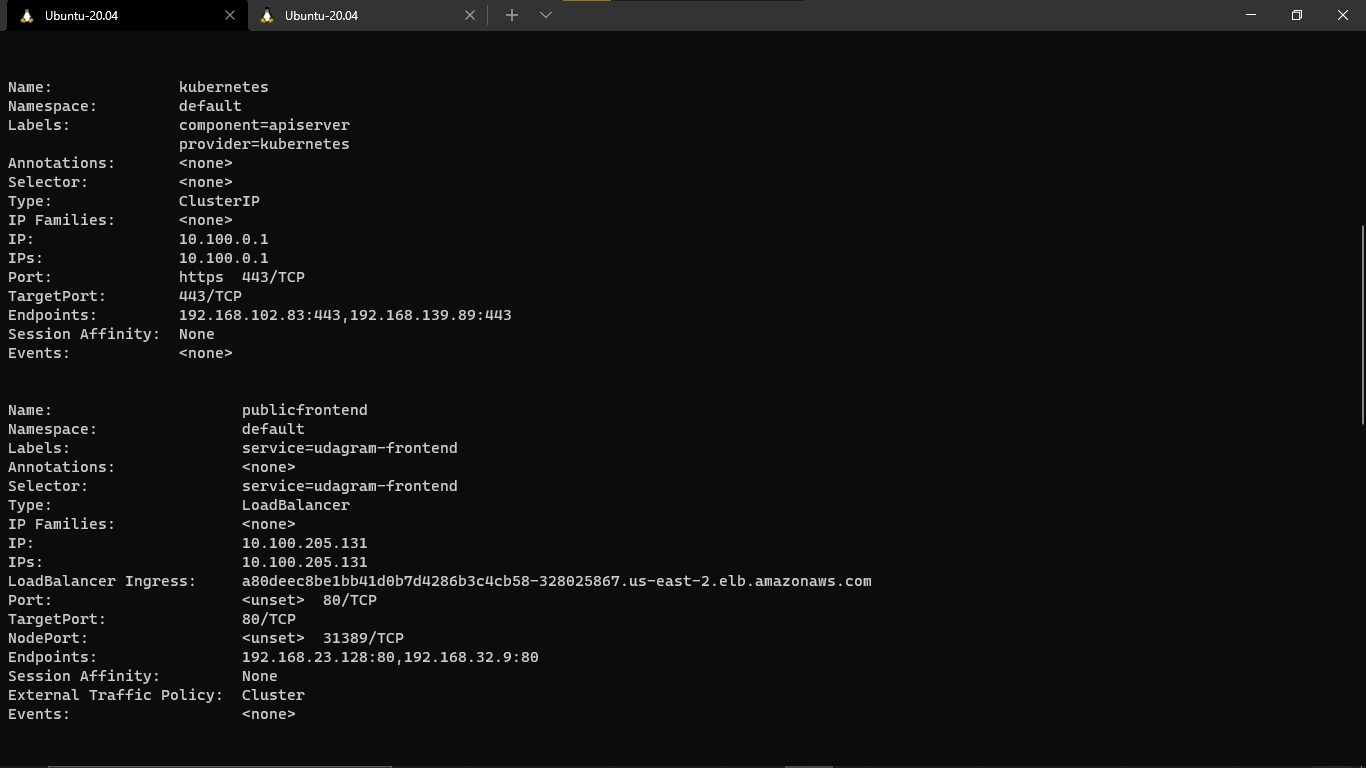 Ubuntu-20.04 Ubuntu-20.04
Name: kubernetes
Namespace: default
Labels: component=apiserver
provider=kubernetes
Annotations: <none>
Selector: <none>
Type: ClusterIP
IP Families: <none>
IP: 10.100.0.1
IPs: 10.100.0.1
Port: https 443/TCP
TargetPort: 443/TCP
Endpoints: 192.168.102.83:443,192.168.139.89:443
Session Affinity: None
Events: <none>
Name: publicfrontend
Namespace: default
Labels: service=udagram-frontend
Annotations: <none>
Selector: service=udagram-frontend
Type: LoadBalancer
IP Families: <none>
IP: 10.100.205.131
IPs: 10.100.205.131
LoadBalancer Ingress: a80deec8be1bb41d0b7d4286b3c4cb58-328025867.us-east-2.elb.amazonaws.com
Port: <unset> 80/TCP
TargetPort: 80/TCP
NodePort: <unset> 31389/TCP
Endpoints: 192.168.23.128:80,192.168.32.9:80
Session Affinity: None
External Traffic Policy: Cluster
Events: <none>